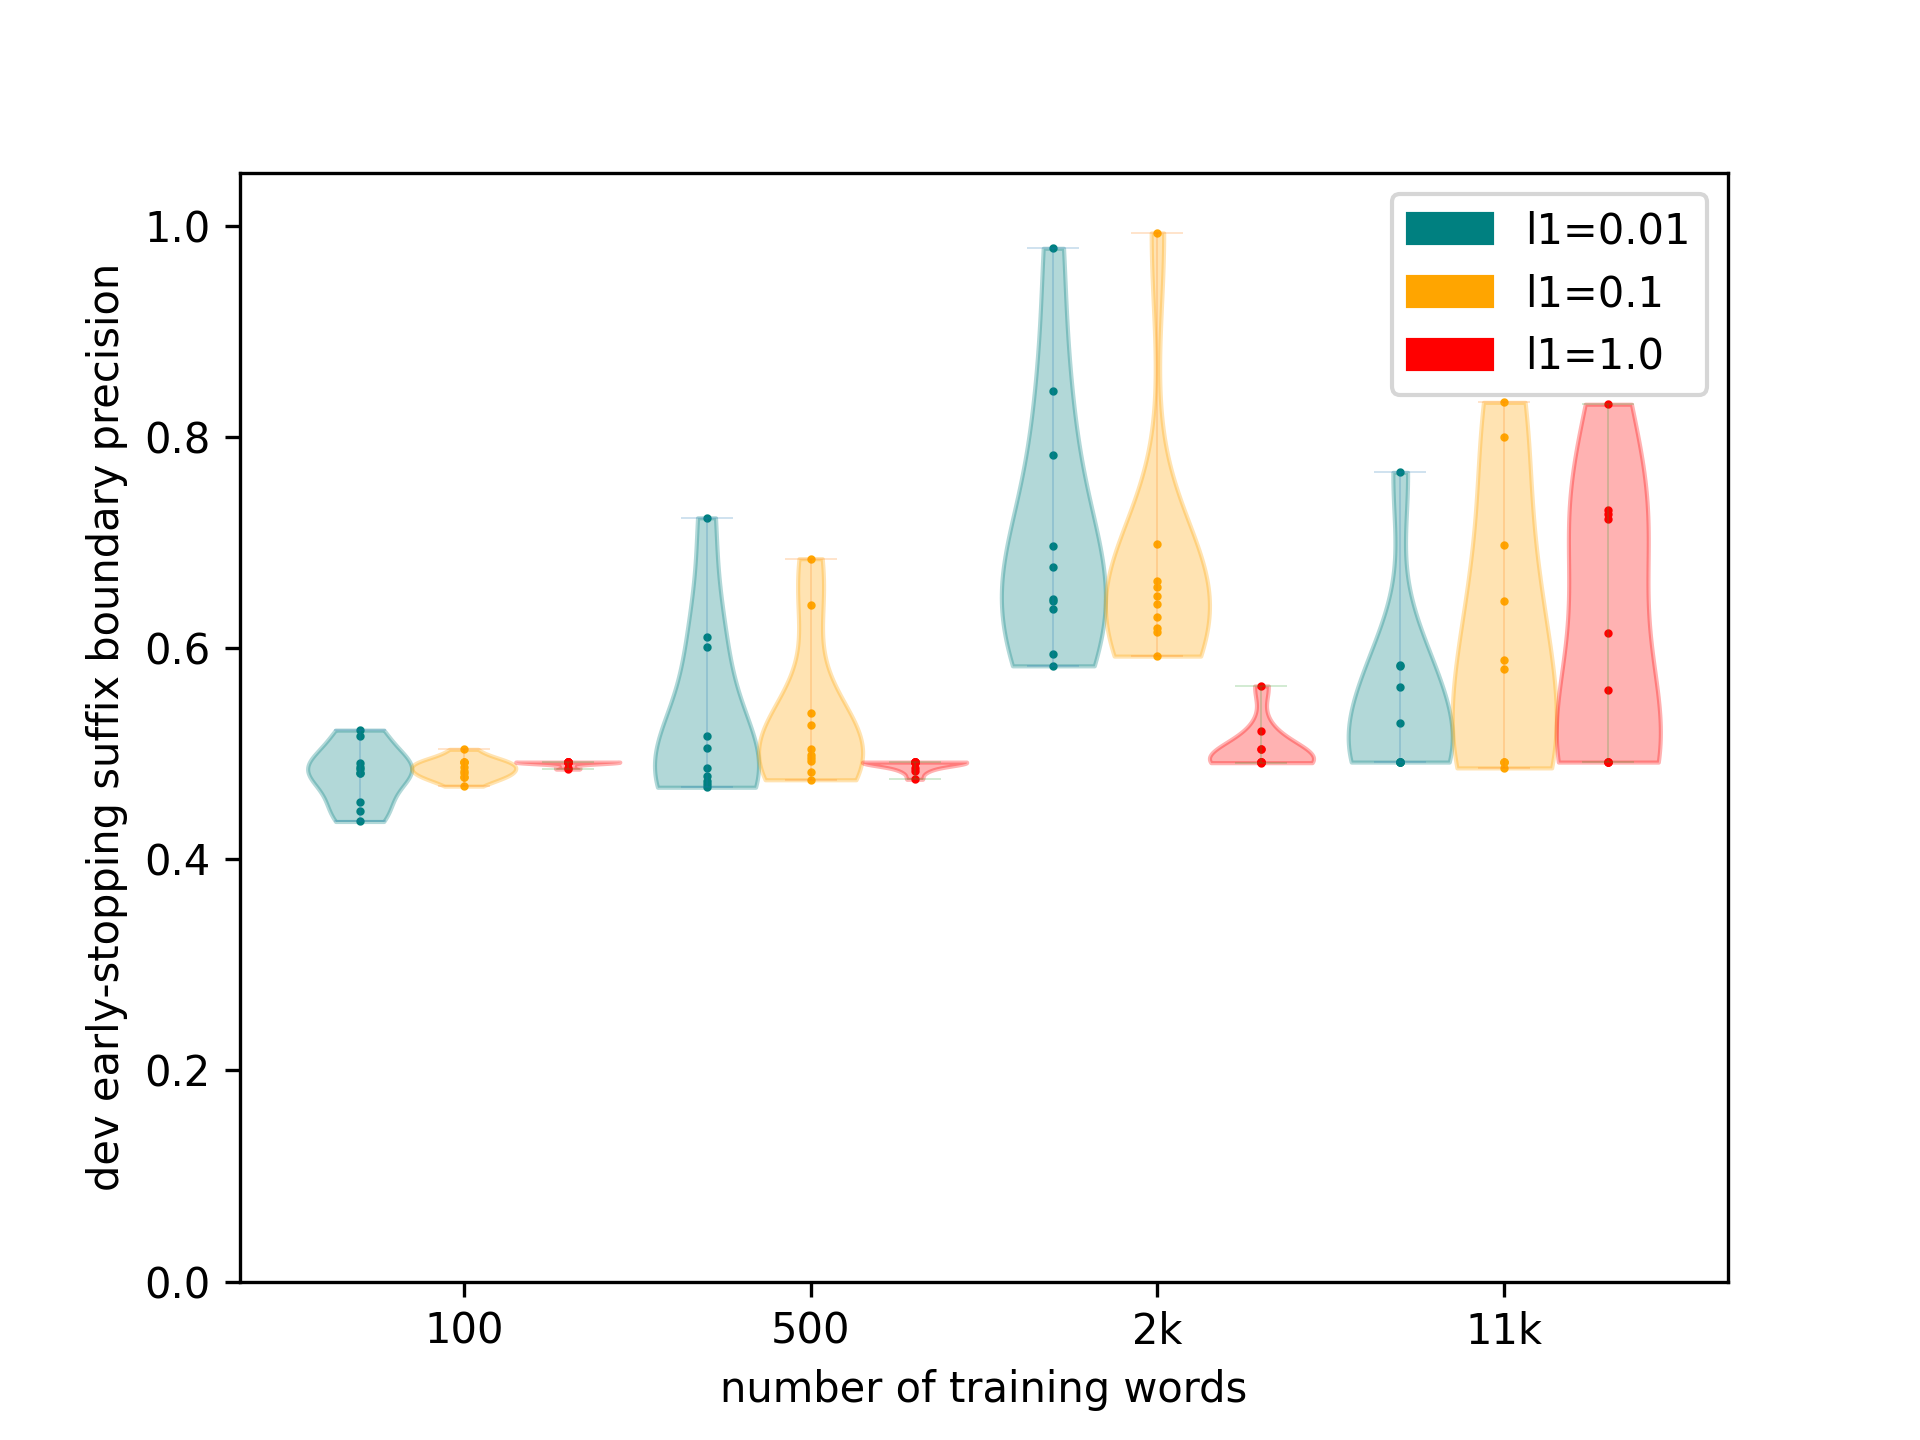 l1=0.01
l1=0.1
l1=1.0
1.0
0.8
0.6
0.4
0.2
0.0
dev early-stopping suffix boundary precision
100 500 2k 11k
number of training words